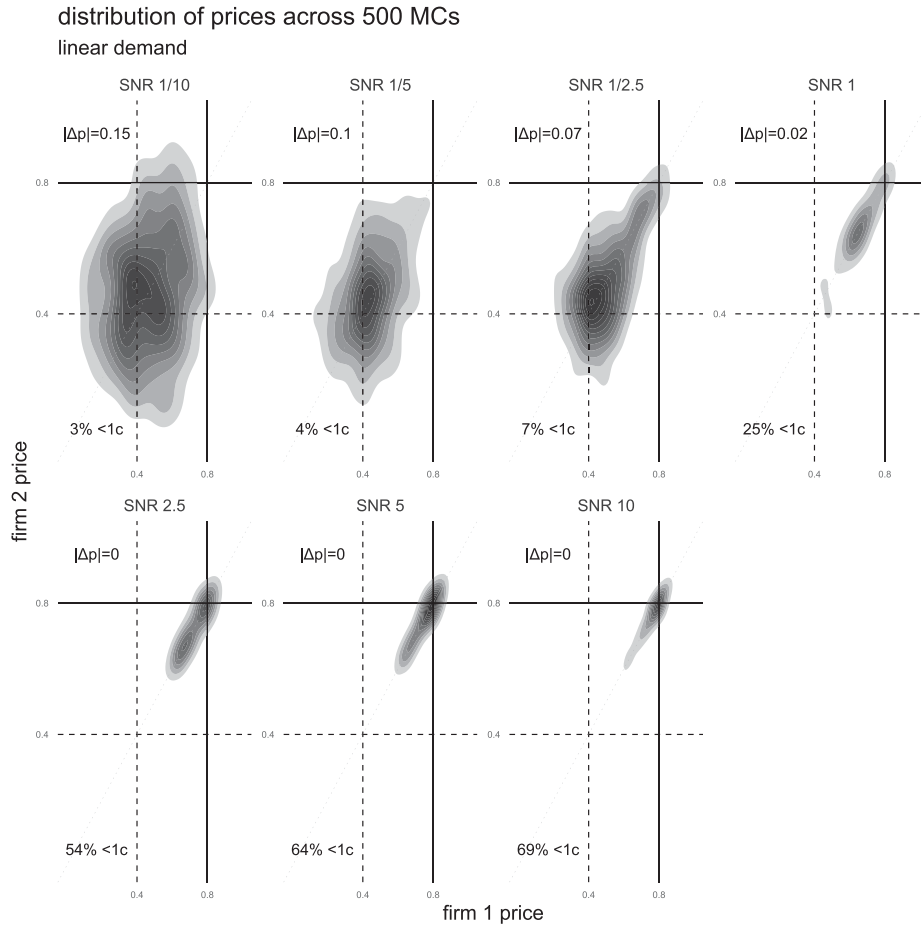 distribution of prices across 500 MCs
linear demand
SNR 1/10
SNR 1/5
SNR 1/2.5
SNR 1
|Δp|=0.15
|Δp|=0.1
|Δp|=0.07
|Δp|=0.02
0.8
0.8
0.8
0.8
0.4
0.4
0.4
0.4
3% <1c
4% <1c
7% <1c
25% <1c
0.4
0.8
0.4
0.8
0.4
0.8
0.4
0.8
firm 2 price
SNR 2.5
SNR 5
SNR 10
|Δp|=0
|Δp|=0
|Δp|=0
0.8
0.8
0.8
0.4
0.4
0.4
54% <1c
64% <1c
69% <1c
0.4
0.8
0.4
0.8
0.4
0.8
firm 1 price